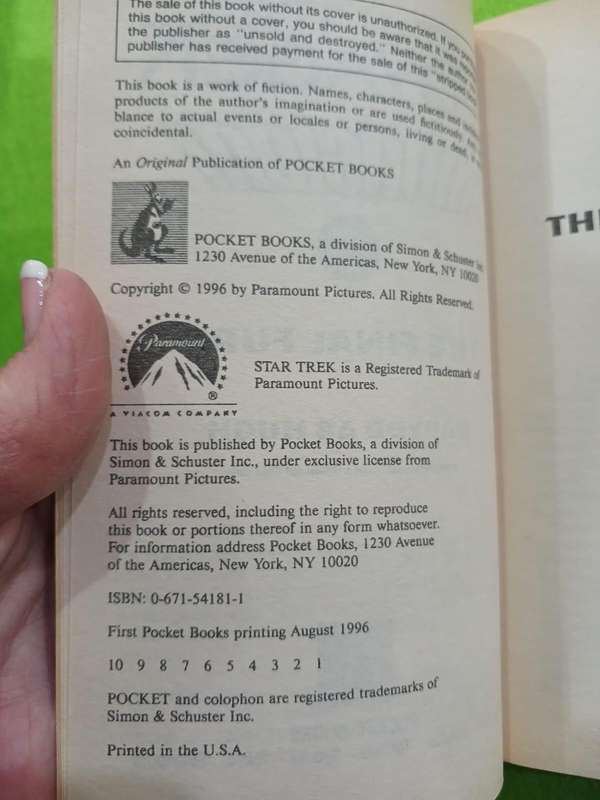 The sale of this book without its cover is unauthorized. If you
this book without a cover, you should be aware that it was
the publisher as "unsold and destroyed." Neither the author
publisher has received payment for the sale of this "stripped
This book is a work of fiction. Names, characters, places and
products of the author's imagination or are used fictitiously.
blance to actual events or locales or persons, living or dead,
coincidental.
An Original Publication of POCKET BOOKS
POCKET BOOKS, a division of Simon & Schuster Inc.
1230 Avenue of the Americas, New York, NY 10020
Copyright © 1996 by Paramount Pictures. All Rights Reserved.
Paramount
®
A VIACOM COMPANY
STAR TREK is a Registered Trademark of
Paramount Pictures.
This book is published by Pocket Books, a division of
Simon & Schuster Inc., under exclusive license from
Paramount Pictures.
All rights reserved, including the right to reproduce
this book or portions thereof in any form whatsoever.
For information address Pocket Books, 1230 Avenue
of the Americas, New York, NY 10020
ISBN: 0-671-54181-1
First Pocket Books printing August 1996
10 9 8 7 6 5 4 3 2 1
POCKET and colophon are registered trademarks of
Simon & Schuster Inc.
Printed in the U.S.A.
TH